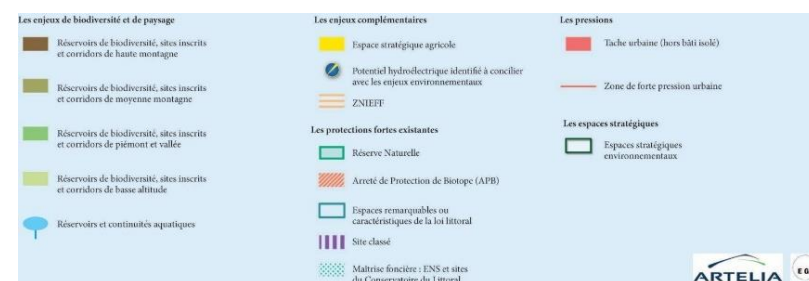 Les enjeux de biodiversité et de paysage
Réservoirs de biodiversité, sites inscrits
et corridors de haute montagne
Réservoirs de biodiversité, sites inscrits
et corridors de moyenne montagne
Réservoirs de biodiversité, sites inscrits
et corridors de piémont et vallée
Réservoirs de biodiversité, sites inscrits
et corridors de basse altitude
Réservoirs et continuités aquatiques
Les enjeux complémentaires
Espace stratégique agricole
Potentiel hydroélectrique identifié à concilier
avec les enjeux environnementaux
ZNIEFF
Les protections fortes existantes
Réserve Naturelle
Arreté de Protection de Biotope (APB)
Espaces remarquables ou
caractéristiques de la loi littoral
Site classé
Maîtrise foncière : ENS et sites
du Conservatoire du Littoral
Les pressions
Tache urbaine (hors bâti isolé)
Zone de forte pression urbaine
Les espaces stratégiques
Espaces stratégiques
environnementaux
ARTELIA